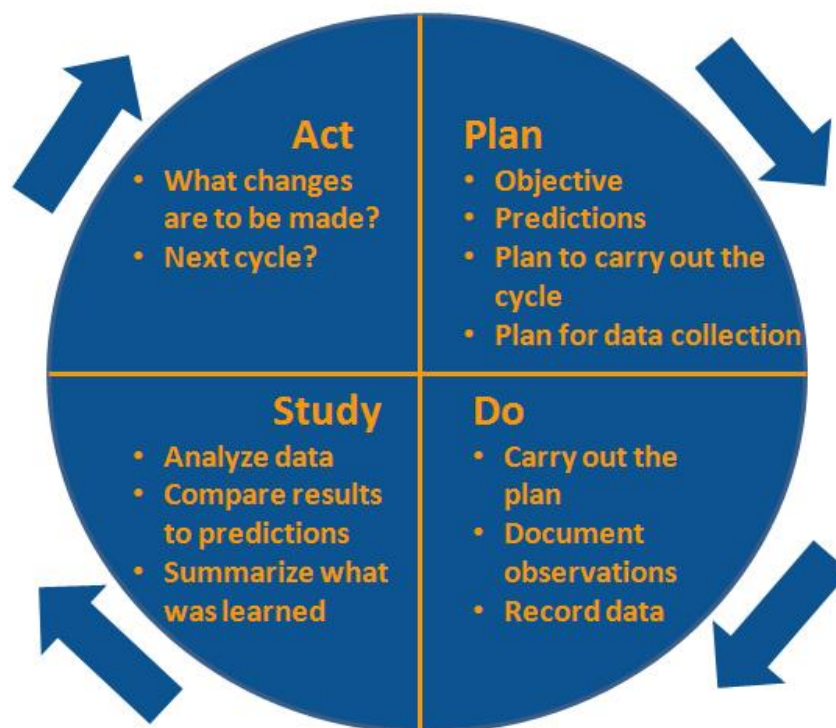 Act
• What changes
are to be made?
• Next cycle?
Plan
• Objective
• Predictions
• Plan to carry out the
cycle
• Plan for data collection
Study
• Analyze data
• Compare results
to predictions
• Summarize what
was learned
Do
• Carry out the
plan
• Document
observations
• Record data